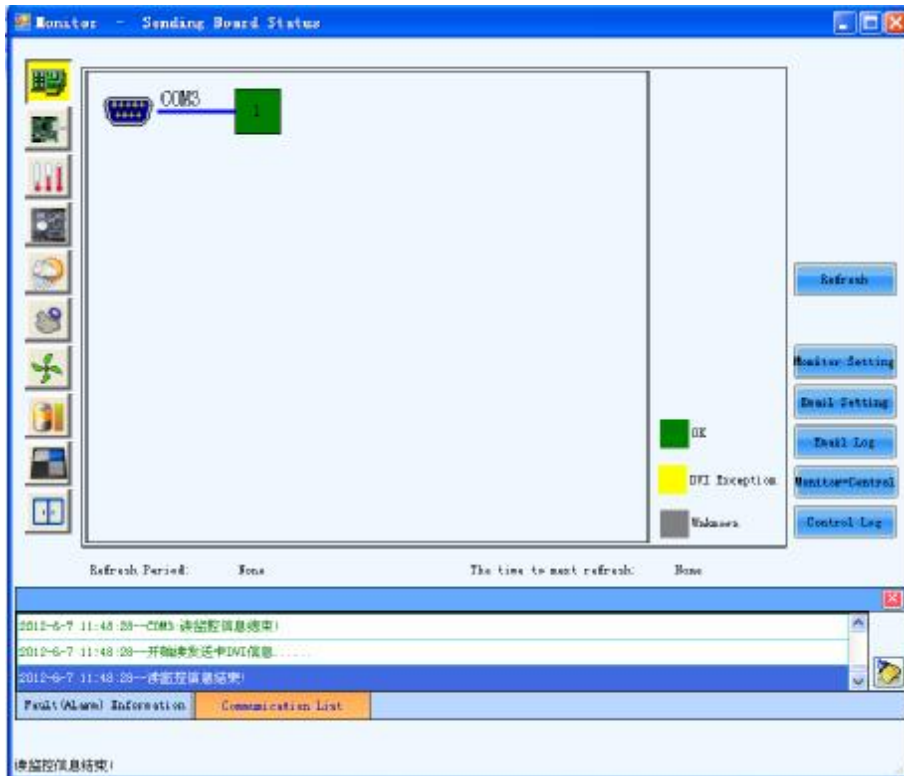 Monitor - Sending Board Status
COM3
1
Refresh
Monitor Setting
Email Setting
OK
Email Log
DVI Exception
Monitor-Control
Unknown
Control Log
Refresh Period: None The time to next refresh: None
2012-6-7 11:48:28--COM3:读监控信息结束!
2012-6-7 11:48:28--开始读发送卡DVI信息......
2012-6-7 11:48:28--读监控信息结束!
Fault(Alarm) Information Communication List
读监控信息结束!